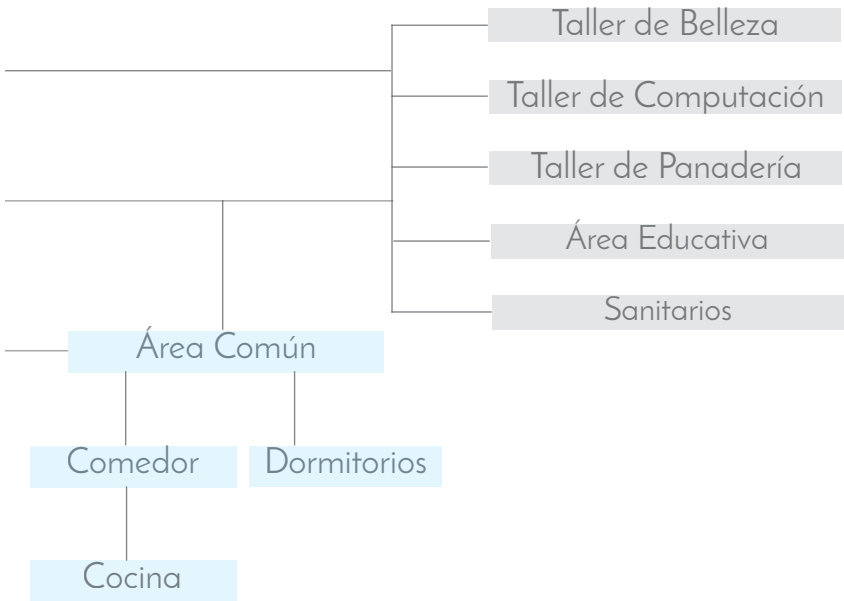 Taller de Belleza
Taller de Computación
Taller de Panadería
Área Educativa
Sanitarios
Área Común
Comedor
Dormitorios
Cocina